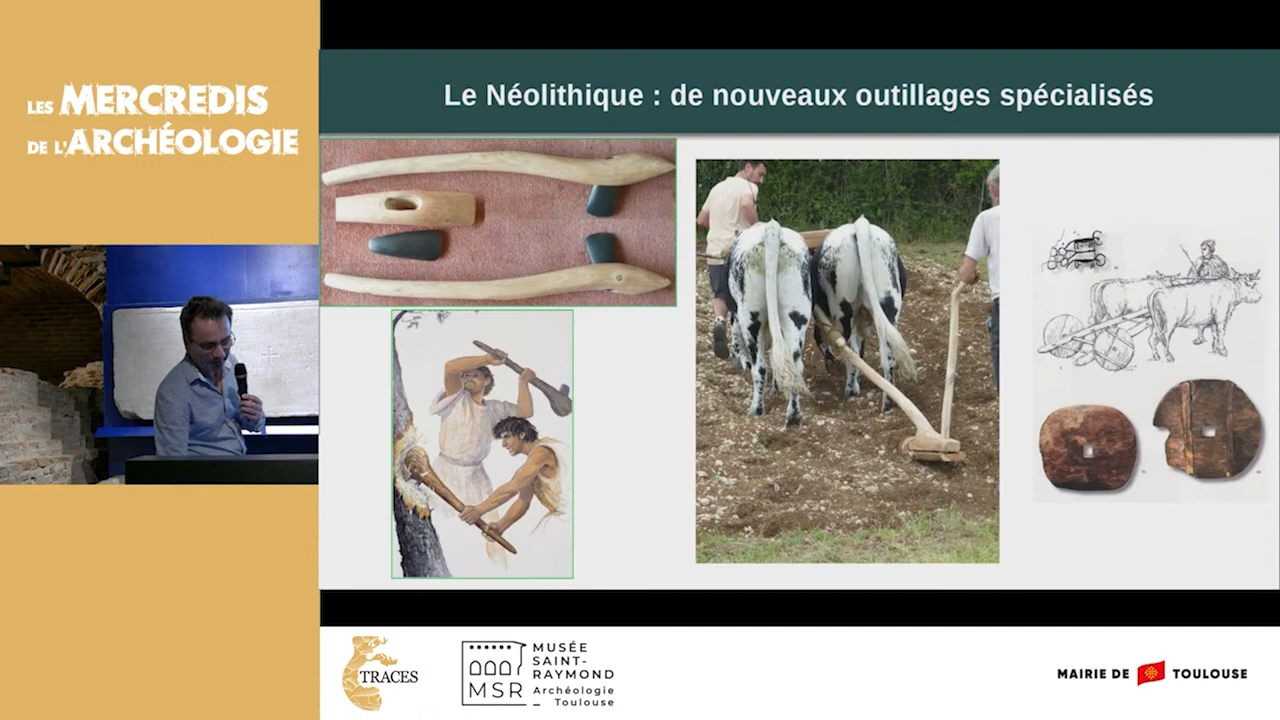 LES MERCREDIS
DE L'ARCHÉOLOGIE
Le Néolithique : de nouveaux outillages spécialisés
TRACES
MSR
MUSÉE
SAINT-
RAYMOND
Archéologie
Toulouse
MAIRIE DE TOULOUSE